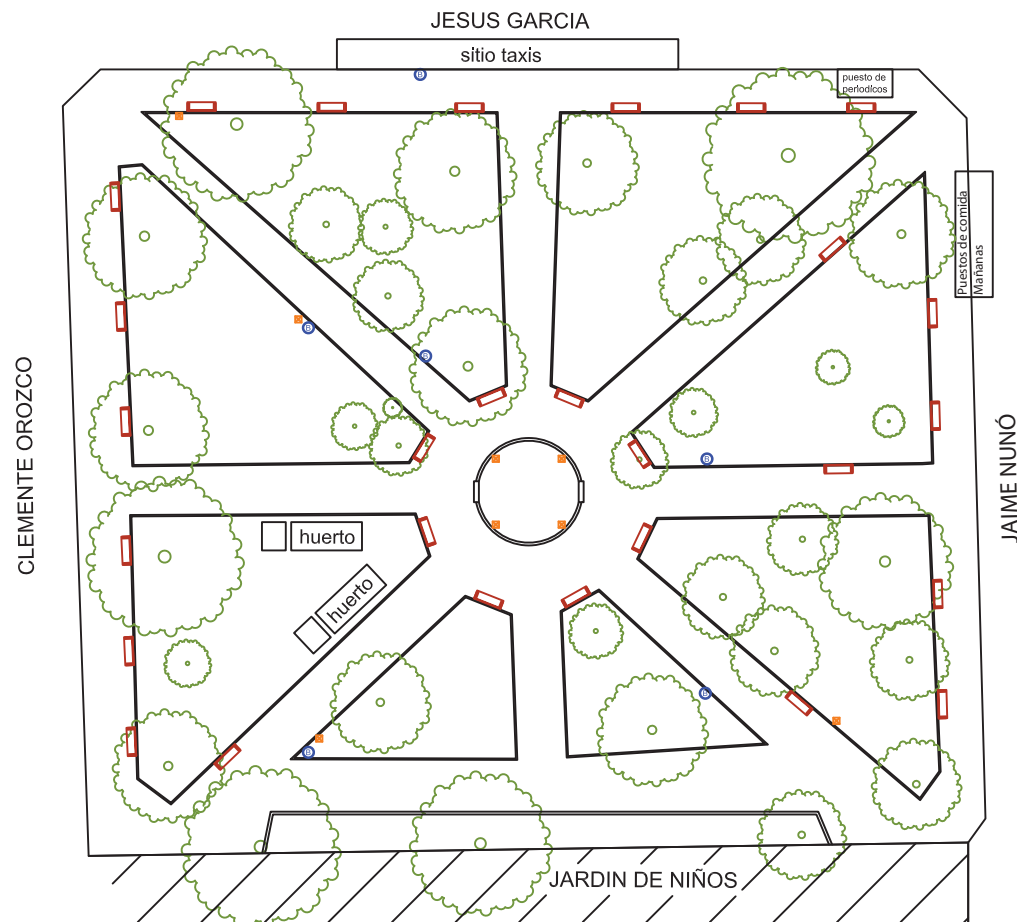 JESUS GARCIA
sitio taxis
B
puesto de
periodicos
Puestos de comida
Mañanas
B
B
CLEMENTE OROZCO
JAIME NUNÓ
B
huerto
huerto
B
B
JARDIN DE NIÑOS